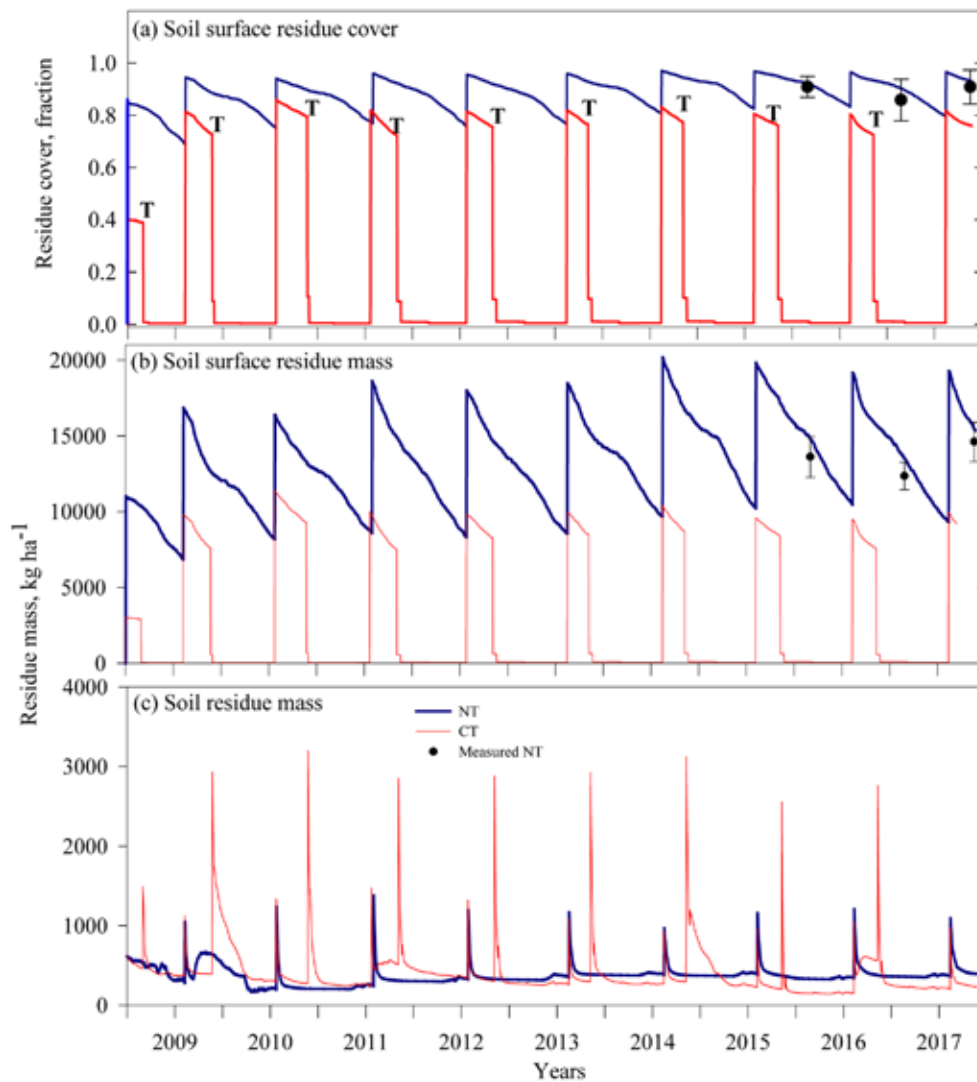 (a) Soil surface residue cover
Residue cover, fraction
1.0
0.8
0.6
0.4
0.2
0.0
T
T
T
T
T
T
T
T
T
(b) Soil surface residue mass
Residue mass, kg ha⁻¹
20000
15000
10000
5000
0
(c) Soil residue mass
4000
3000
2000
1000
0
NT
CT
Measured NT
2009 2010 2011 2012 2013 2014 2015 2016 2017
Years